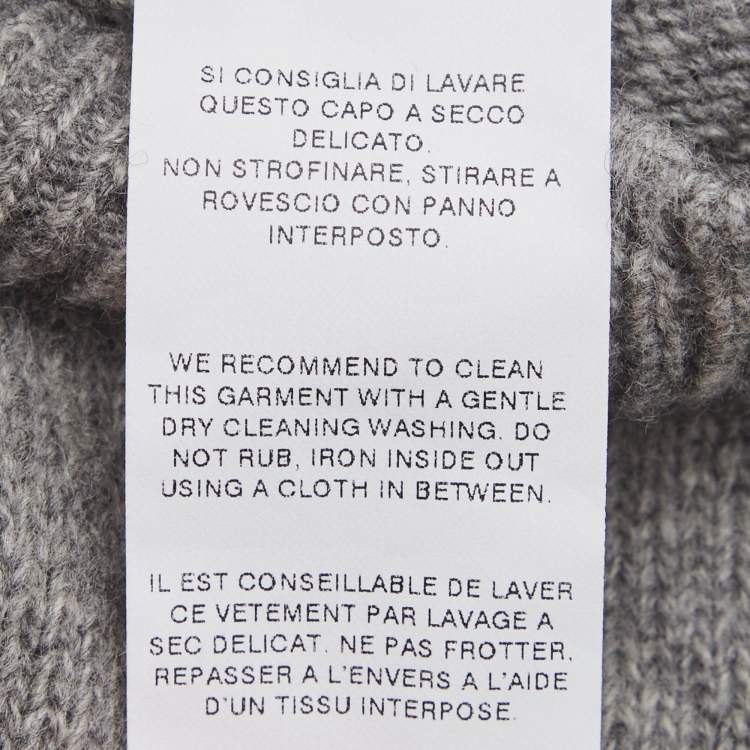 SI CONSIGLIA DI LAVARE
QUESTO CAPO A SECCO
DELICATO.
NON STROFINARE, STIRARE A
ROVESCIO CON PANNO
INTERPOSTO.
WE RECOMMEND TO CLEAN
THIS GARMENT WITH A GENTLE
DRY CLEANING WASHING. DO
NOT RUB, IRON INSIDE OUT
USING A CLOTH IN BETWEEN.
IL EST CONSEILLABLE DE LAVER
CE VETEMENT PAR LAVAGE A
SEC DELICAT. NE PAS FROTTER.
REPASSER A L'ENVERS A L'AIDE
D'UN TISSU INTERPOSE.